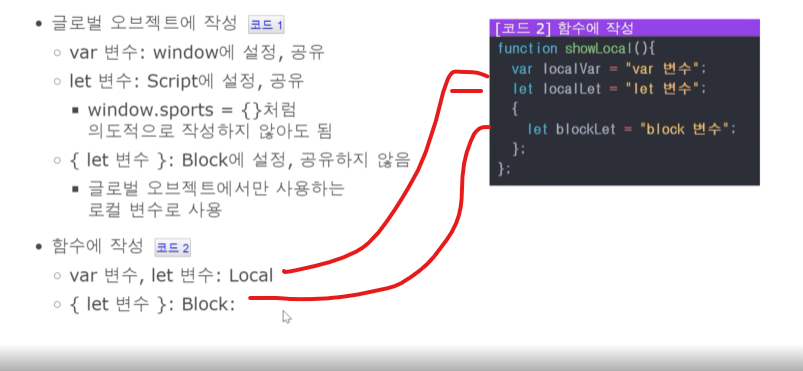 • 글로벌 오브젝트에 작성 코드 1
○ var 변수: window에 설정, 공유
○ let 변수: Script에 설정, 공유
▪ window.sports = {}처럼
의도적으로 작성하지 않아도 됨
○ { let 변수 }: Block에 설정, 공유하지 않음
▪ 글로벌 오브젝트에서만 사용하는
로컬 변수로 사용
• 함수에 작성 코드 2
○ var 변수, let 변수: Local
○ { let 변수 }: Block:
[코드 2] 함수에 작성
function showLocal(){
var localVar = "var 변수";
let localLet = "let 변수";
{
let blockLet = "block 변수";
};
};